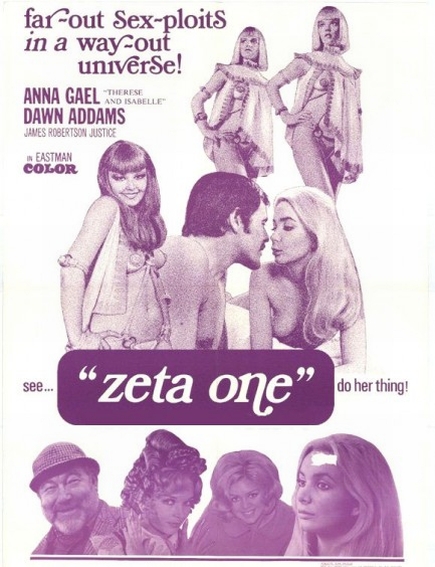 far-out sex-ploits
in a way-out
universe!
ANNA GAEL "THERESE AND ISABELLE"
DAWN ADDAMS
JAMES ROBERTSON JUSTICE
IN EASTMAN
COLOR
see... "zeta one" do her thing!